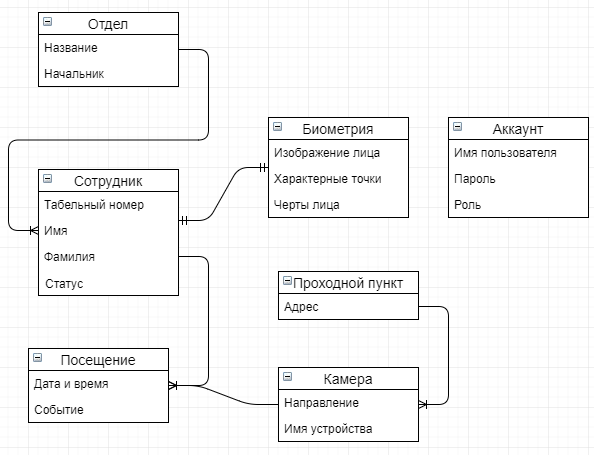 Отдел
Название
Начальник
Сотрудник
Табельный номер
Имя
Фамилия
Статус
Биометрия
Изображение лица
Характерные точки
Черты лица
Аккаунт
Имя пользователя
Пароль
Роль
Проходной пункт
Адрес
Посещение
Дата и время
Событие
Камера
Направление
Имя устройства